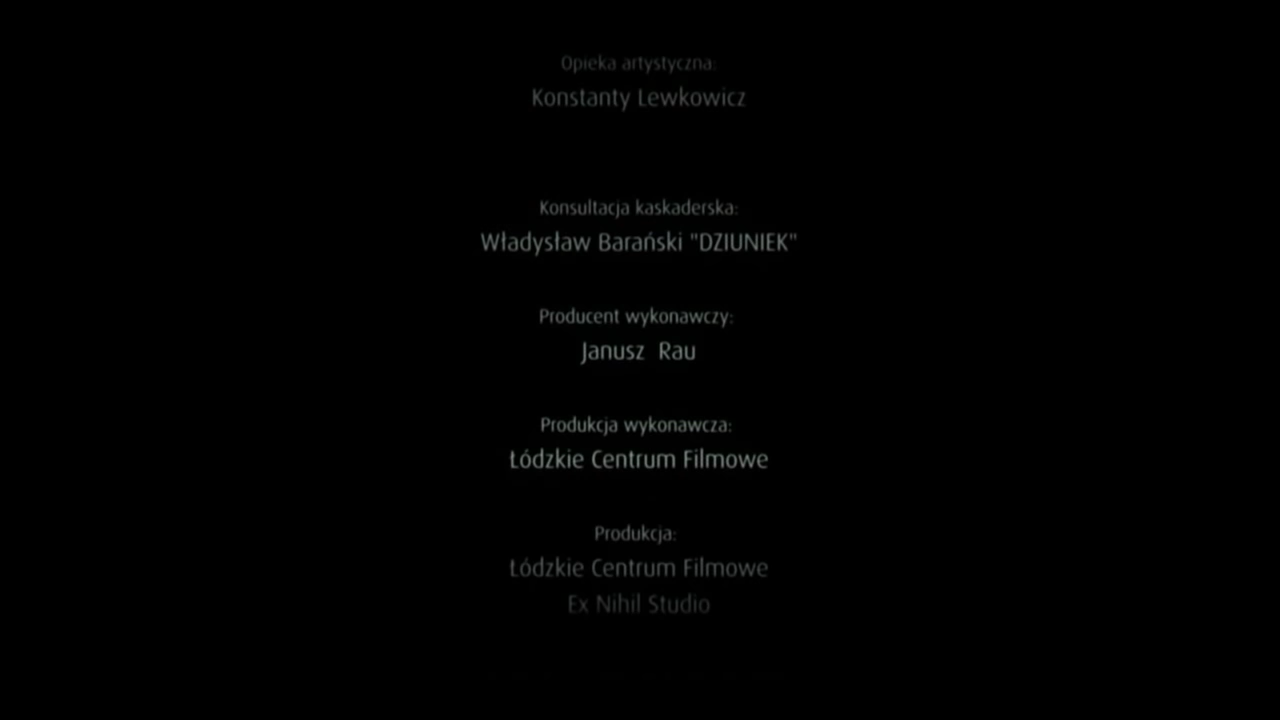 Opieka artystyczna:
Konstanty Lewkowicz
Konsultacja kaskaderska:
Władysław Barański "DZIUNIEK"
Producent wykonawczy:
Janusz Rau
Produkcja wykonawcza:
Łódzkie Centrum Filmowe
Produkcja:
Łódzkie Centrum Filmowe
Ex Nihil Studio